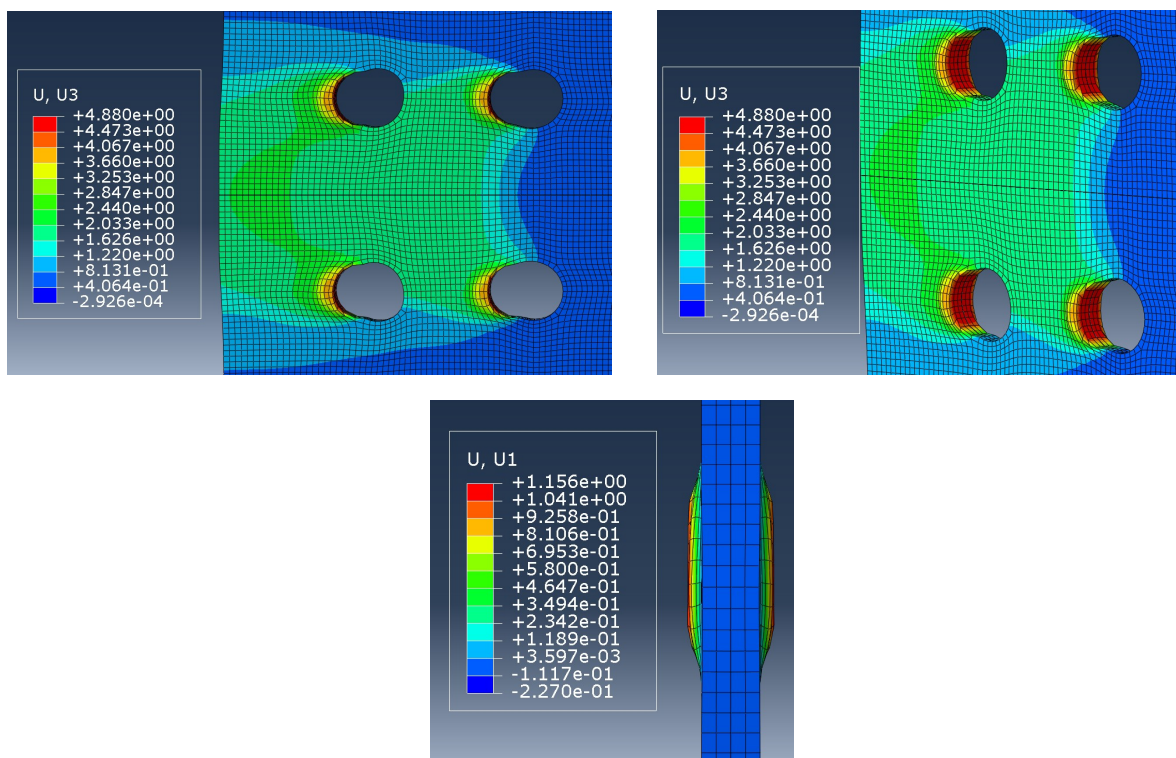 U, U3
+4.880e+00
+4.473e+00
+4.067e+00
+3.660e+00
+3.253e+00
+2.847e+00
+2.440e+00
+2.033e+00
+1.626e+00
+1.220e+00
+8.131e-01
+4.064e-01
-2.926e-04
U, U3
+4.880e+00
+4.473e+00
+4.067e+00
+3.660e+00
+3.253e+00
+2.847e+00
+2.440e+00
+2.033e+00
+1.626e+00
+1.220e+00
+8.131e-01
+4.064e-01
-2.926e-04
U, U1
+1.156e+00
+1.041e+00
+9.258e-01
+8.106e-01
+6.953e-01
+5.800e-01
+4.647e-01
+3.494e-01
+2.342e-01
+1.189e-01
+3.597e-03
-1.117e-01
-2.270e-01